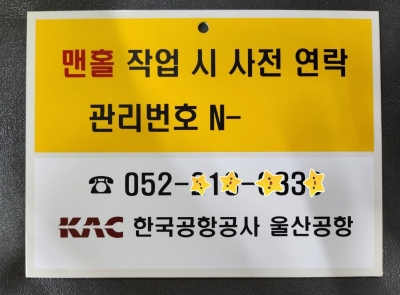 맨홀 작업 시 사전 연락
관리번호 N-
☎ 052-
KAC 한국공항공사 울산공항